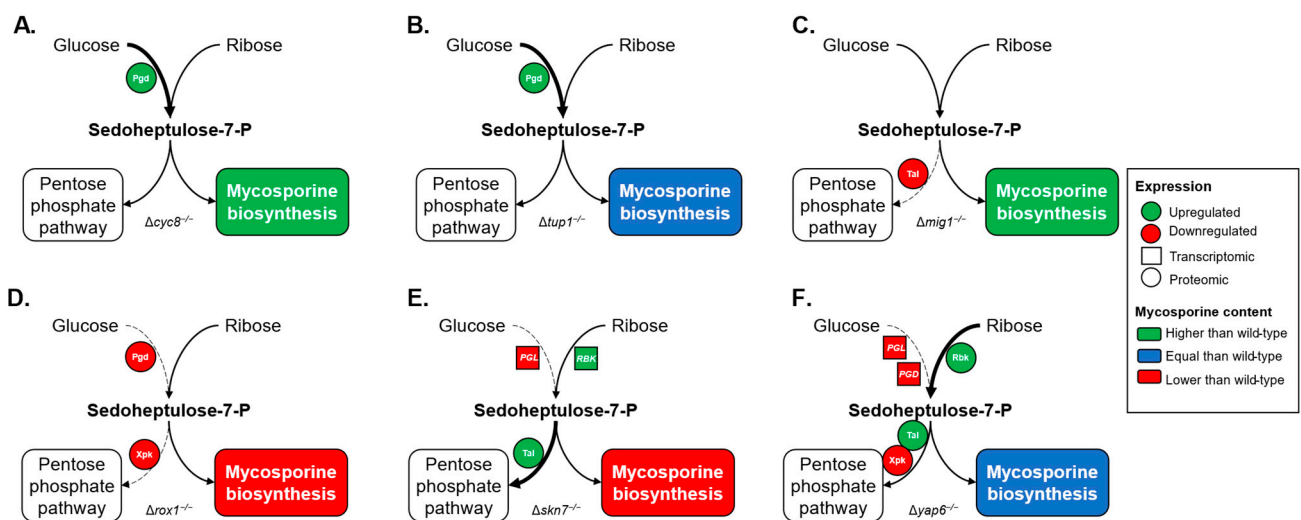 A.
Glucose
Ribose
Pgd
Sedoheptulose-7-P
Pentose
phosphate
pathway
Δcyc8⁻/⁻
Mycosporine
biosynthesis
B.
Glucose
Ribose
Pgd
Sedoheptulose-7-P
Pentose
phosphate
pathway
Δtup1⁻/⁻
Mycosporine
biosynthesis
C.
Glucose
Ribose
Sedoheptulose-7-P
Tal
Pentose
phosphate
pathway
Δmig1⁻/⁻
Mycosporine
biosynthesis
D.
Glucose
Ribose
Pgd
Sedoheptulose-7-P
Xpk
Pentose
phosphate
pathway
Δrox1⁻/⁻
Mycosporine
biosynthesis
E.
Glucose
Ribose
PGL
RBK
Sedoheptulose-7-P
Tal
Pentose
phosphate
pathway
Δskn7⁻/⁻
Mycosporine
biosynthesis
F.
Glucose
Ribose
PGL
PGD
Rbk
Sedoheptulose-7-P
Tal
Xpk
Pentose
phosphate
pathway
Δyap6⁻/⁻
Mycosporine
biosynthesis
Expression
Upregulated
Downregulated
Transcriptomic
Proteomic
Mycosporine content
Higher than wild-type
Equal than wild-type
Lower than wild-type